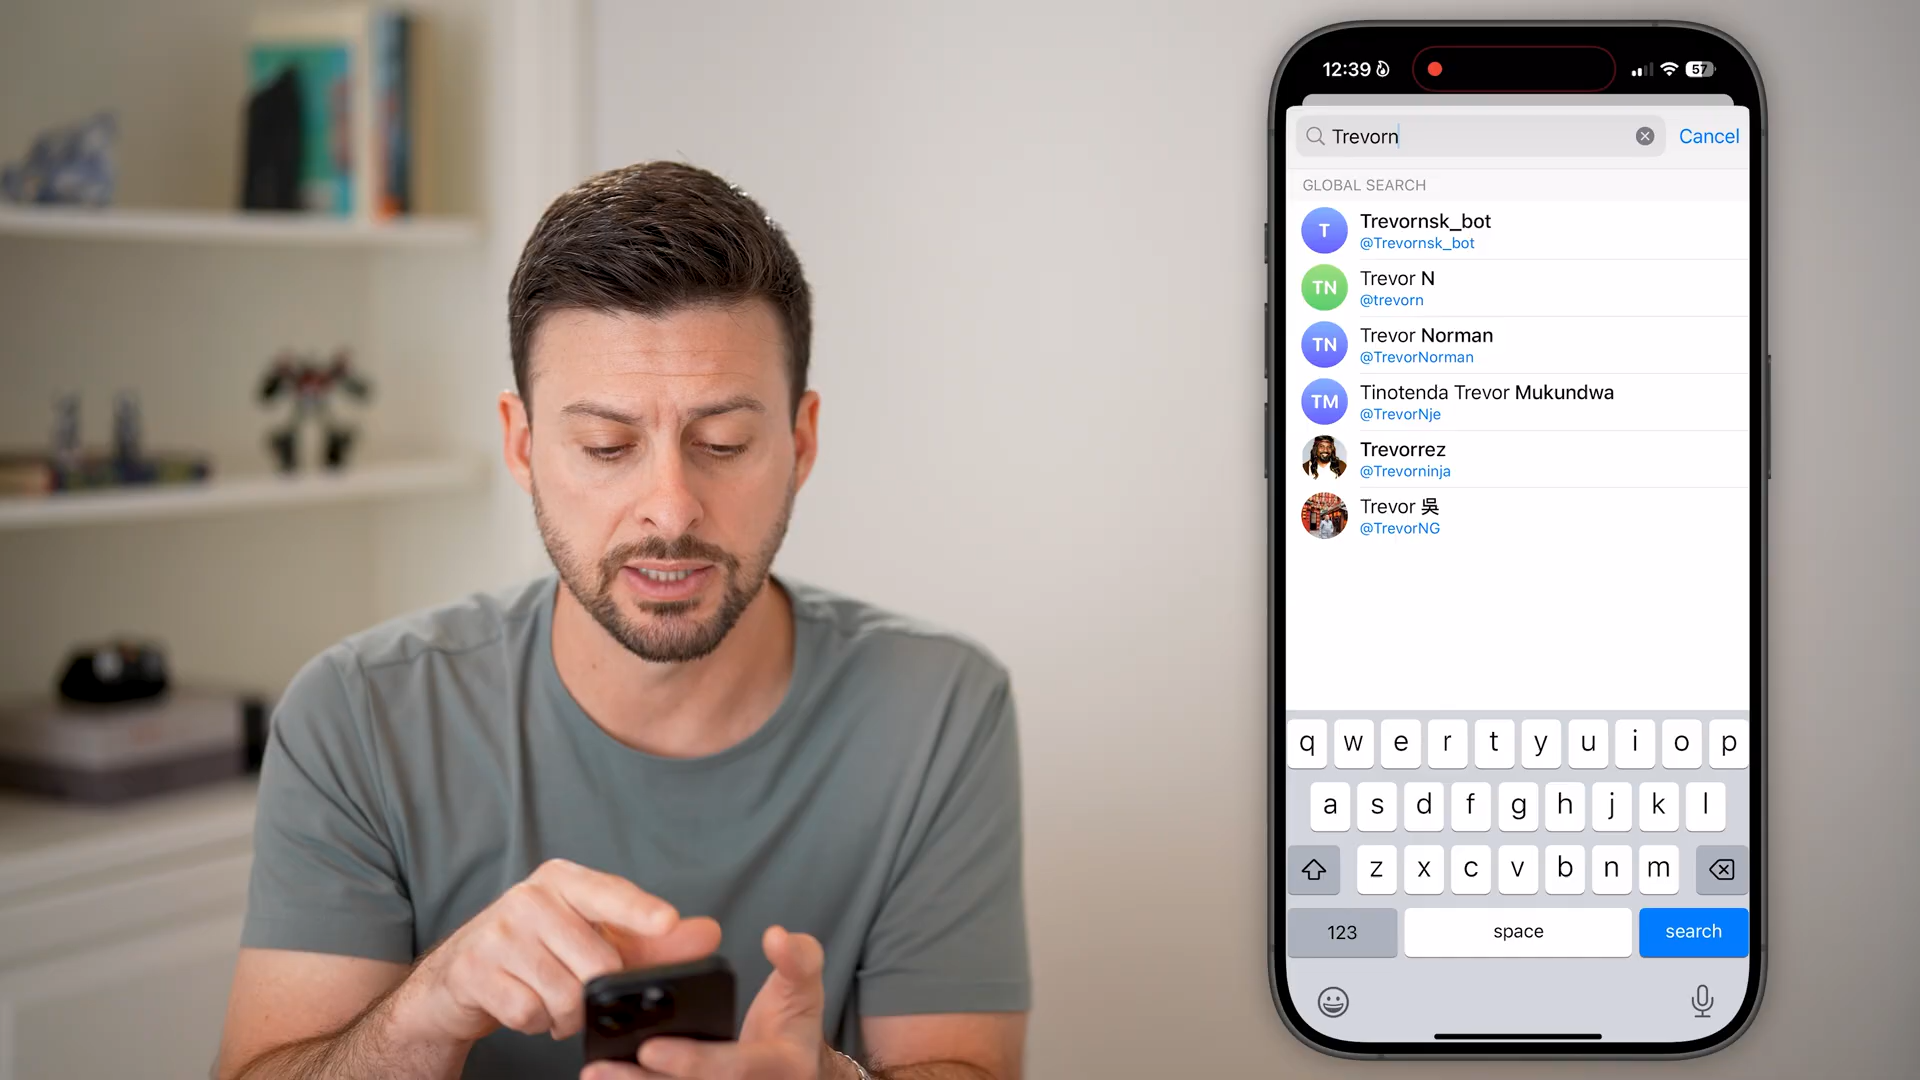 12:39
57
Trevorn
Cancel
GLOBAL SEARCH
T
Trevornsk_bot
@Trevornsk_bot
TN
Trevor N
@trevorn
TN
Trevor Norman
@TrevorNorman
TM
Tinotenda Trevor Mukundwa
@TrevorNje
Trevorrez
@Trevorninja
Trevor 吳
@TrevorNG
q w e r t y u i o p
a s d f g h j k l
z x c v b n m
123
space
search